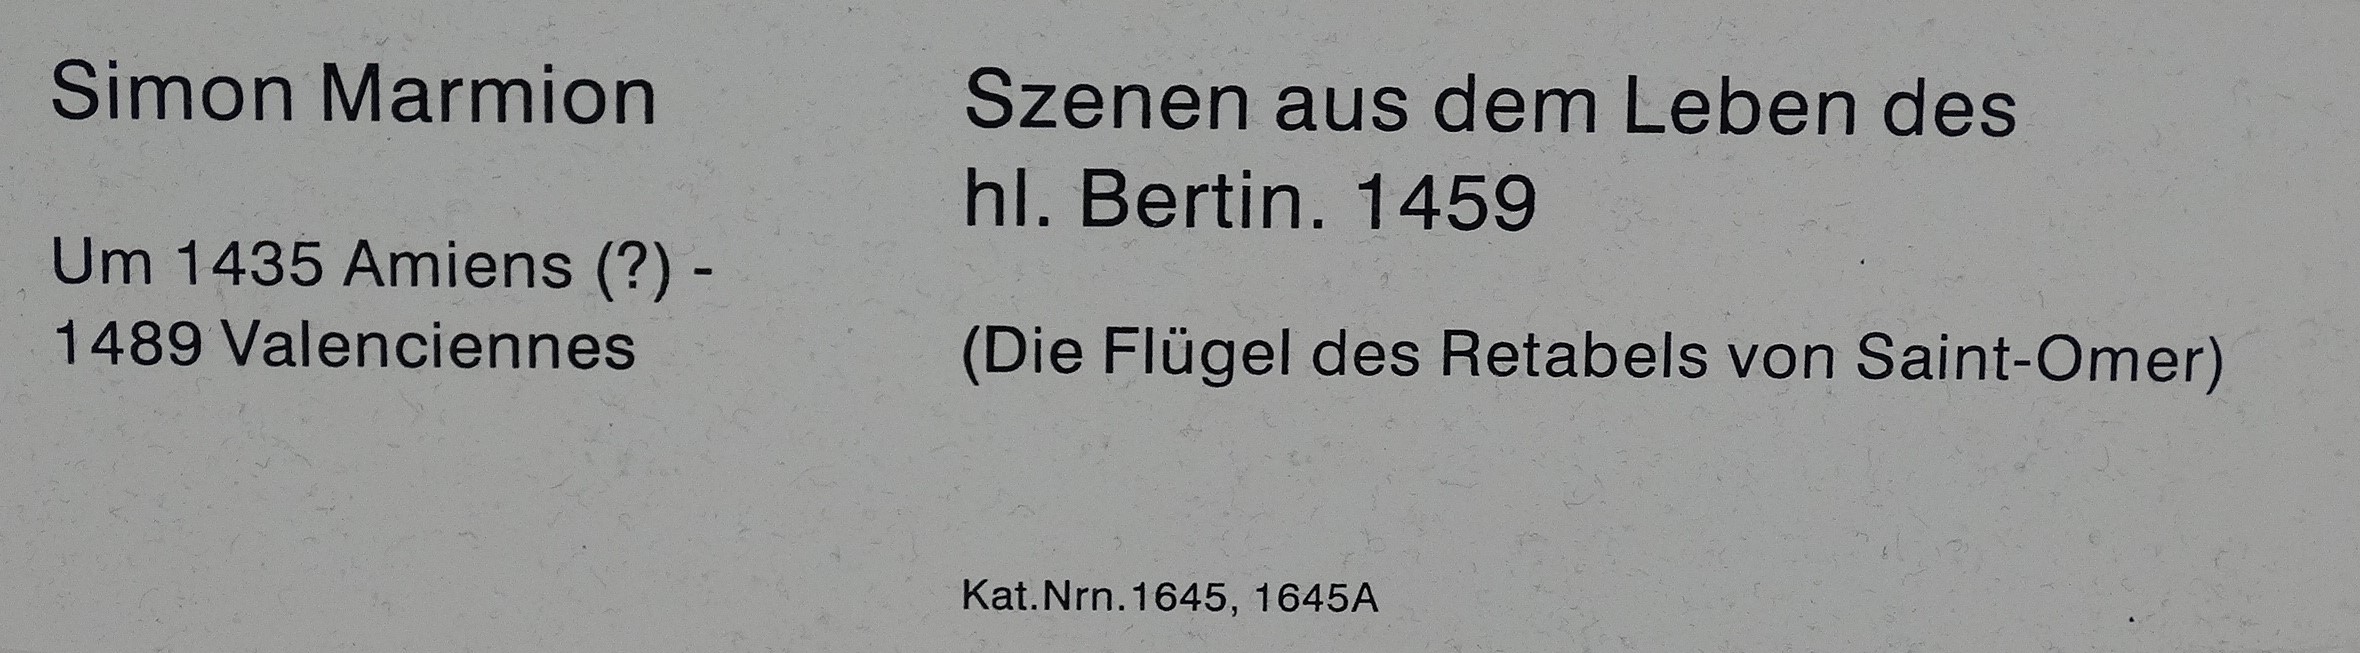 Simon Marmion
Um 1435 Amiens (?) -
1489 Valenciennes
Szenen aus dem Leben des
hl. Bertin. 1459
(Die Flügel des Retabels von Saint-Omer)
Kat.Nrn.1645, 1645A